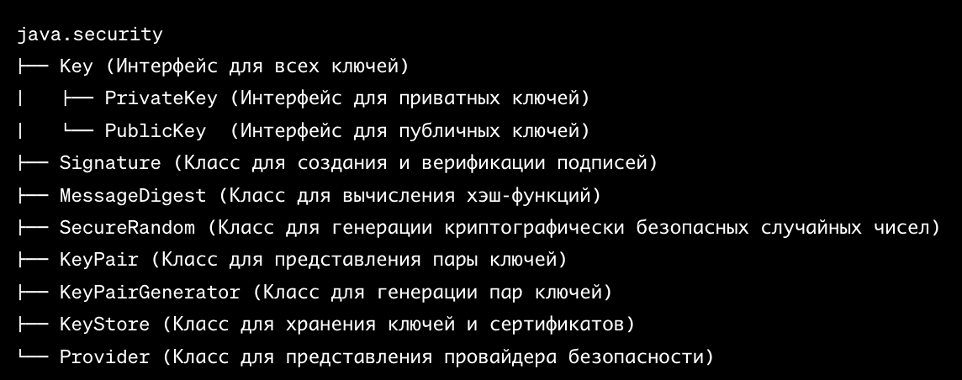 java.security
├── Key (Интерфейс для всех ключей)
|   ├── PrivateKey (Интерфейс для приватных ключей)
|   └── PublicKey  (Интерфейс для публичных ключей)
├── Signature (Класс для создания и верификации подписей)
├── MessageDigest (Класс для вычисления хэш-функций)
├── SecureRandom (Класс для генерации криптографически безопасных случайных чисел)
├── KeyPair (Класс для представления пары ключей)
├── KeyPairGenerator (Класс для генерации пар ключей)
├── KeyStore (Класс для хранения ключей и сертификатов)
└── Provider (Класс для представления провайдера безопасности)